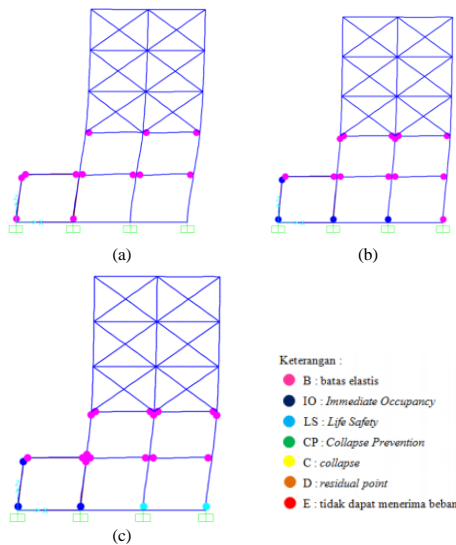 (a)
(b)
(c)
Keterangan :
B : batas elastis
IO : Immediate Occupancy
LS : Life Safety
CP : Collapse Prevention
C : collapse
D : residual point
E : tidak dapat menerima beban